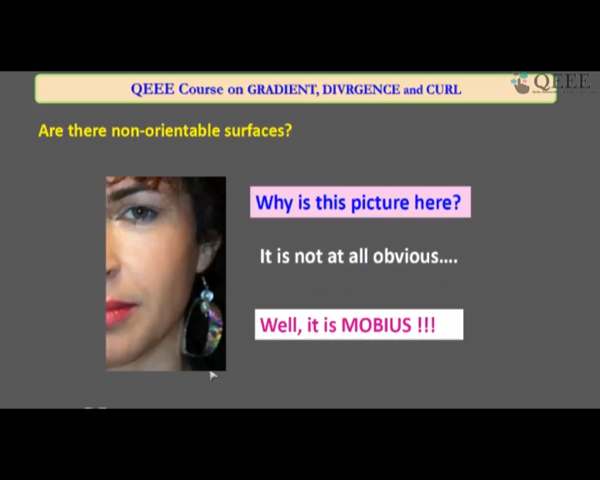 QEEE Course on GRADIENT, DIVRGENCE and CURL
QEEE
Are there non-orientable surfaces?
Why is this picture here?
It is not at all obvious....
Well, it is MOBIUS !!!